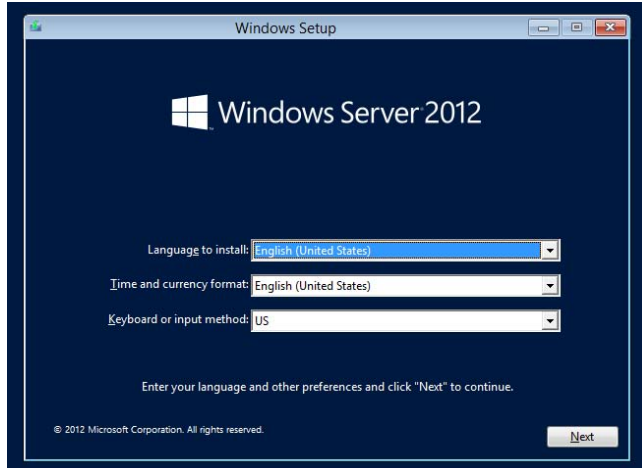 Windows Setup
Windows Server 2012
Language to install: English (United States)
Time and currency format: English (United States)
Keyboard or input method: US
Enter your language and other preferences and click "Next" to continue.
© 2012 Microsoft Corporation. All rights reserved.
Next